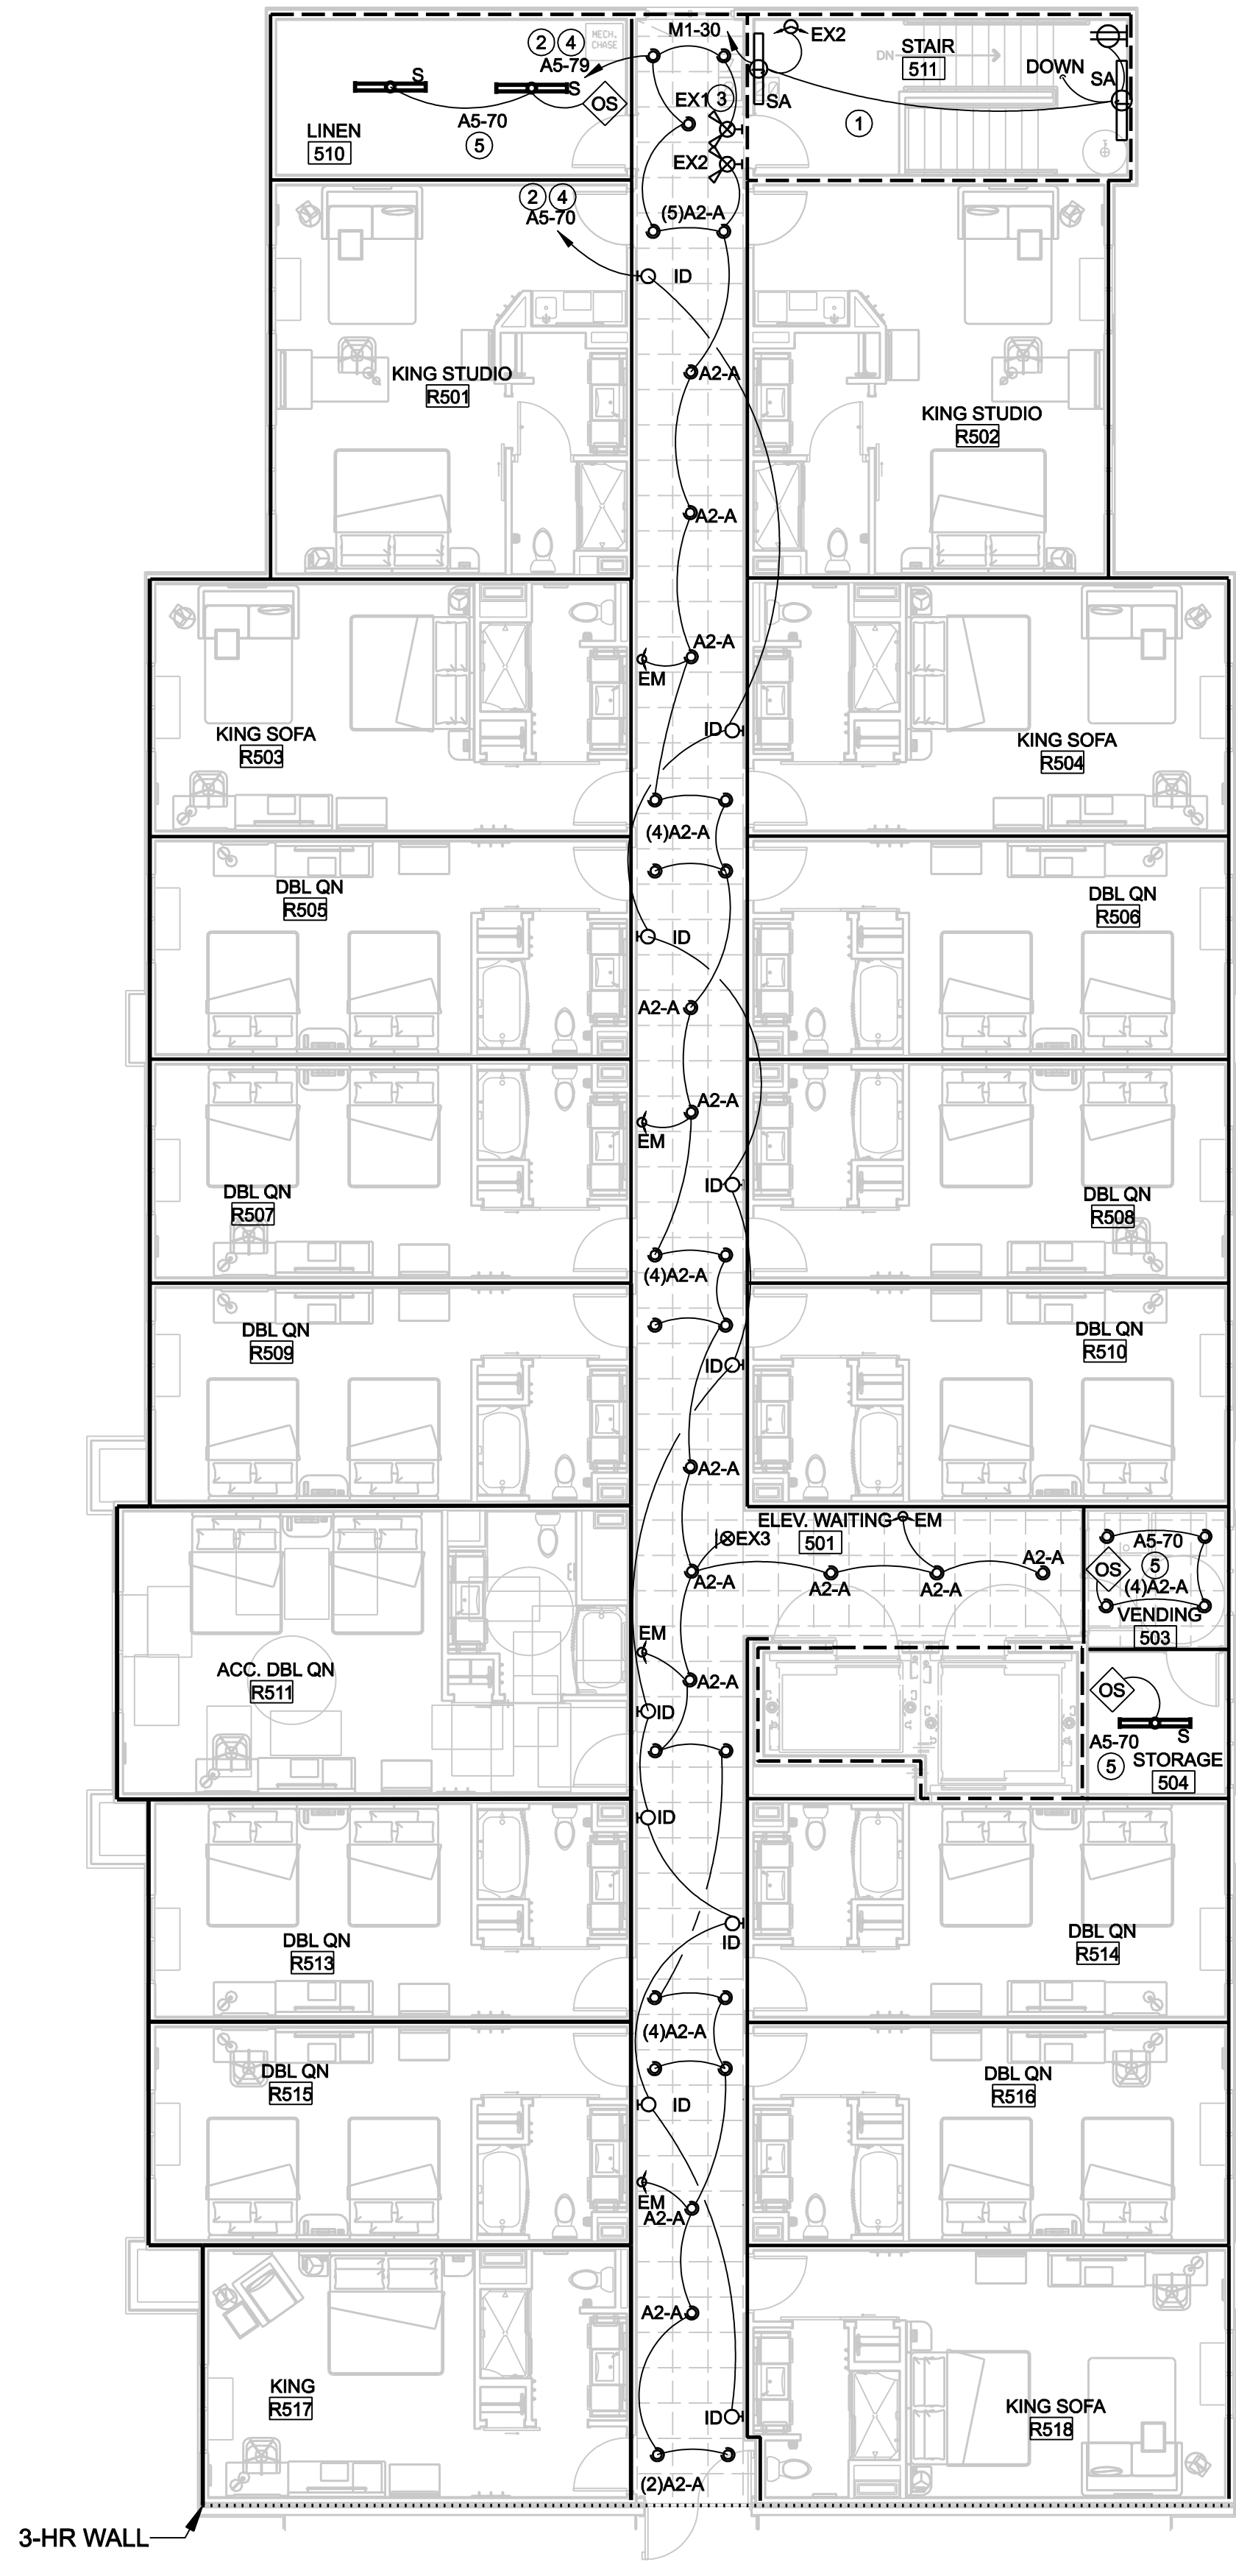 M1-30
EX2
STAIR
511
DN
DOWN
SA
SA
1
2 4
A5-79
MECH.
CHASE
S
S
OS
A5-70
5
LINEN
510
EX1
3
EX2
2 4
A5-70
(5)A2-A
ID
KING STUDIO
R501
A2-A
KING STUDIO
R502
A2-A
A2-A
EM
KING SOFA
R503
ID
KING SOFA
R504
(4)A2-A
DBL QN
R505
DBL QN
R506
ID
A2-A
A2-A
EM
DBL QN
R507
ID
DBL QN
R508
(4)A2-A
DBL QN
R509
DBL QN
R510
ID
A2-A
ELEV. WAITING
501
EM
EX3
A2-A
A2-A
A2-A
A2-A
A5-70
5
OS
(4)A2-A
VENDING
503
EM
ACC. DBL QN
R511
A2-A
ID
OS
S
A5-70
5
STORAGE
504
ID
DBL QN
R513
ID
DBL QN
R514
(4)A2-A
DBL QN
R515
DBL QN
R516
ID
EM
A2-A
A2-A
KING
R517
ID
KING SOFA
R518
(2)A2-A
3-HR WALL